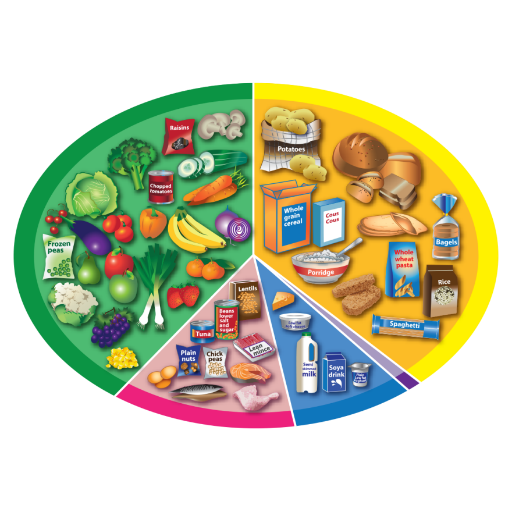 Raisins
Potatoes
Chopped
tomatoes
Whole
grain
cereal
Cous
Cous
Frozen
peas
Bagels
Whole
wheat
pasta
Porridge
Rice
Lentils
Beans
lower
salt
and
sugar
Tuna
Spaghetti
Plain
nuts
Chick
peas
Lean
mince
Semi
skimmed
milk
Soya
drink